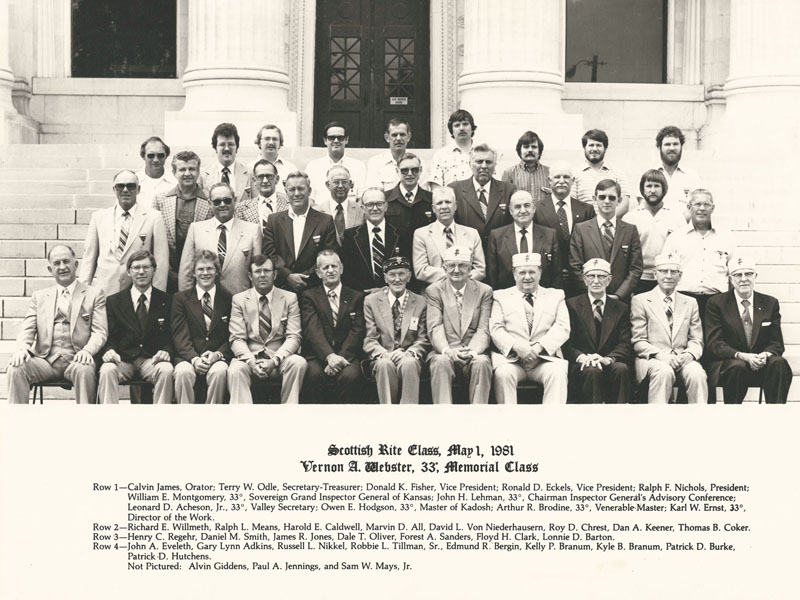 Scottish Rite Class, May 1, 1981
Vernon A. Webster, 33°, Memorial Class
Row 1—Calvin James, Orator; Terry W. Odle, Secretary-Treasurer; Donald K. Fisher, Vice President; Ronald D. Eckels, Vice President; Ralph F. Nichols, President;
William E. Montgomery, 33°, Sovereign Grand Inspector General of Kansas; John H. Lehman, 33°, Chairman Inspector General's Advisory Conference;
Leonard D. Acheson, Jr., 33°, Valley Secretary; Owen E. Hodgson, 33°, Master of Kadosh; Arthur R. Brodine, 33°, Venerable-Master; Karl W. Ernst, 33°,
Director of the Work.
Row 2—Richard E. Willmeth, Ralph L. Means, Harold E. Caldwell, Marvin D. All, David L. Von Niederhausern, Roy D. Chrest, Dan A. Keener, Thomas B. Coker.
Row 3—Henry C. Regehr, Daniel M. Smith, James R. Jones, Dale T. Oliver, Forest A. Sanders, Floyd H. Clark, Lonnie D. Barton.
Row 4—John A. Eveleth, Gary Lynn Adkins, Russell L. Nikkel, Robbie L. Tillman, Sr., Edmund R. Bergin, Kelly P. Branum, Kyle B. Branum, Patrick D. Burke,
Patrick D. Hutchens.
Not Pictured: Alvin Giddens, Paul A. Jennings, and Sam W. Mays, Jr.